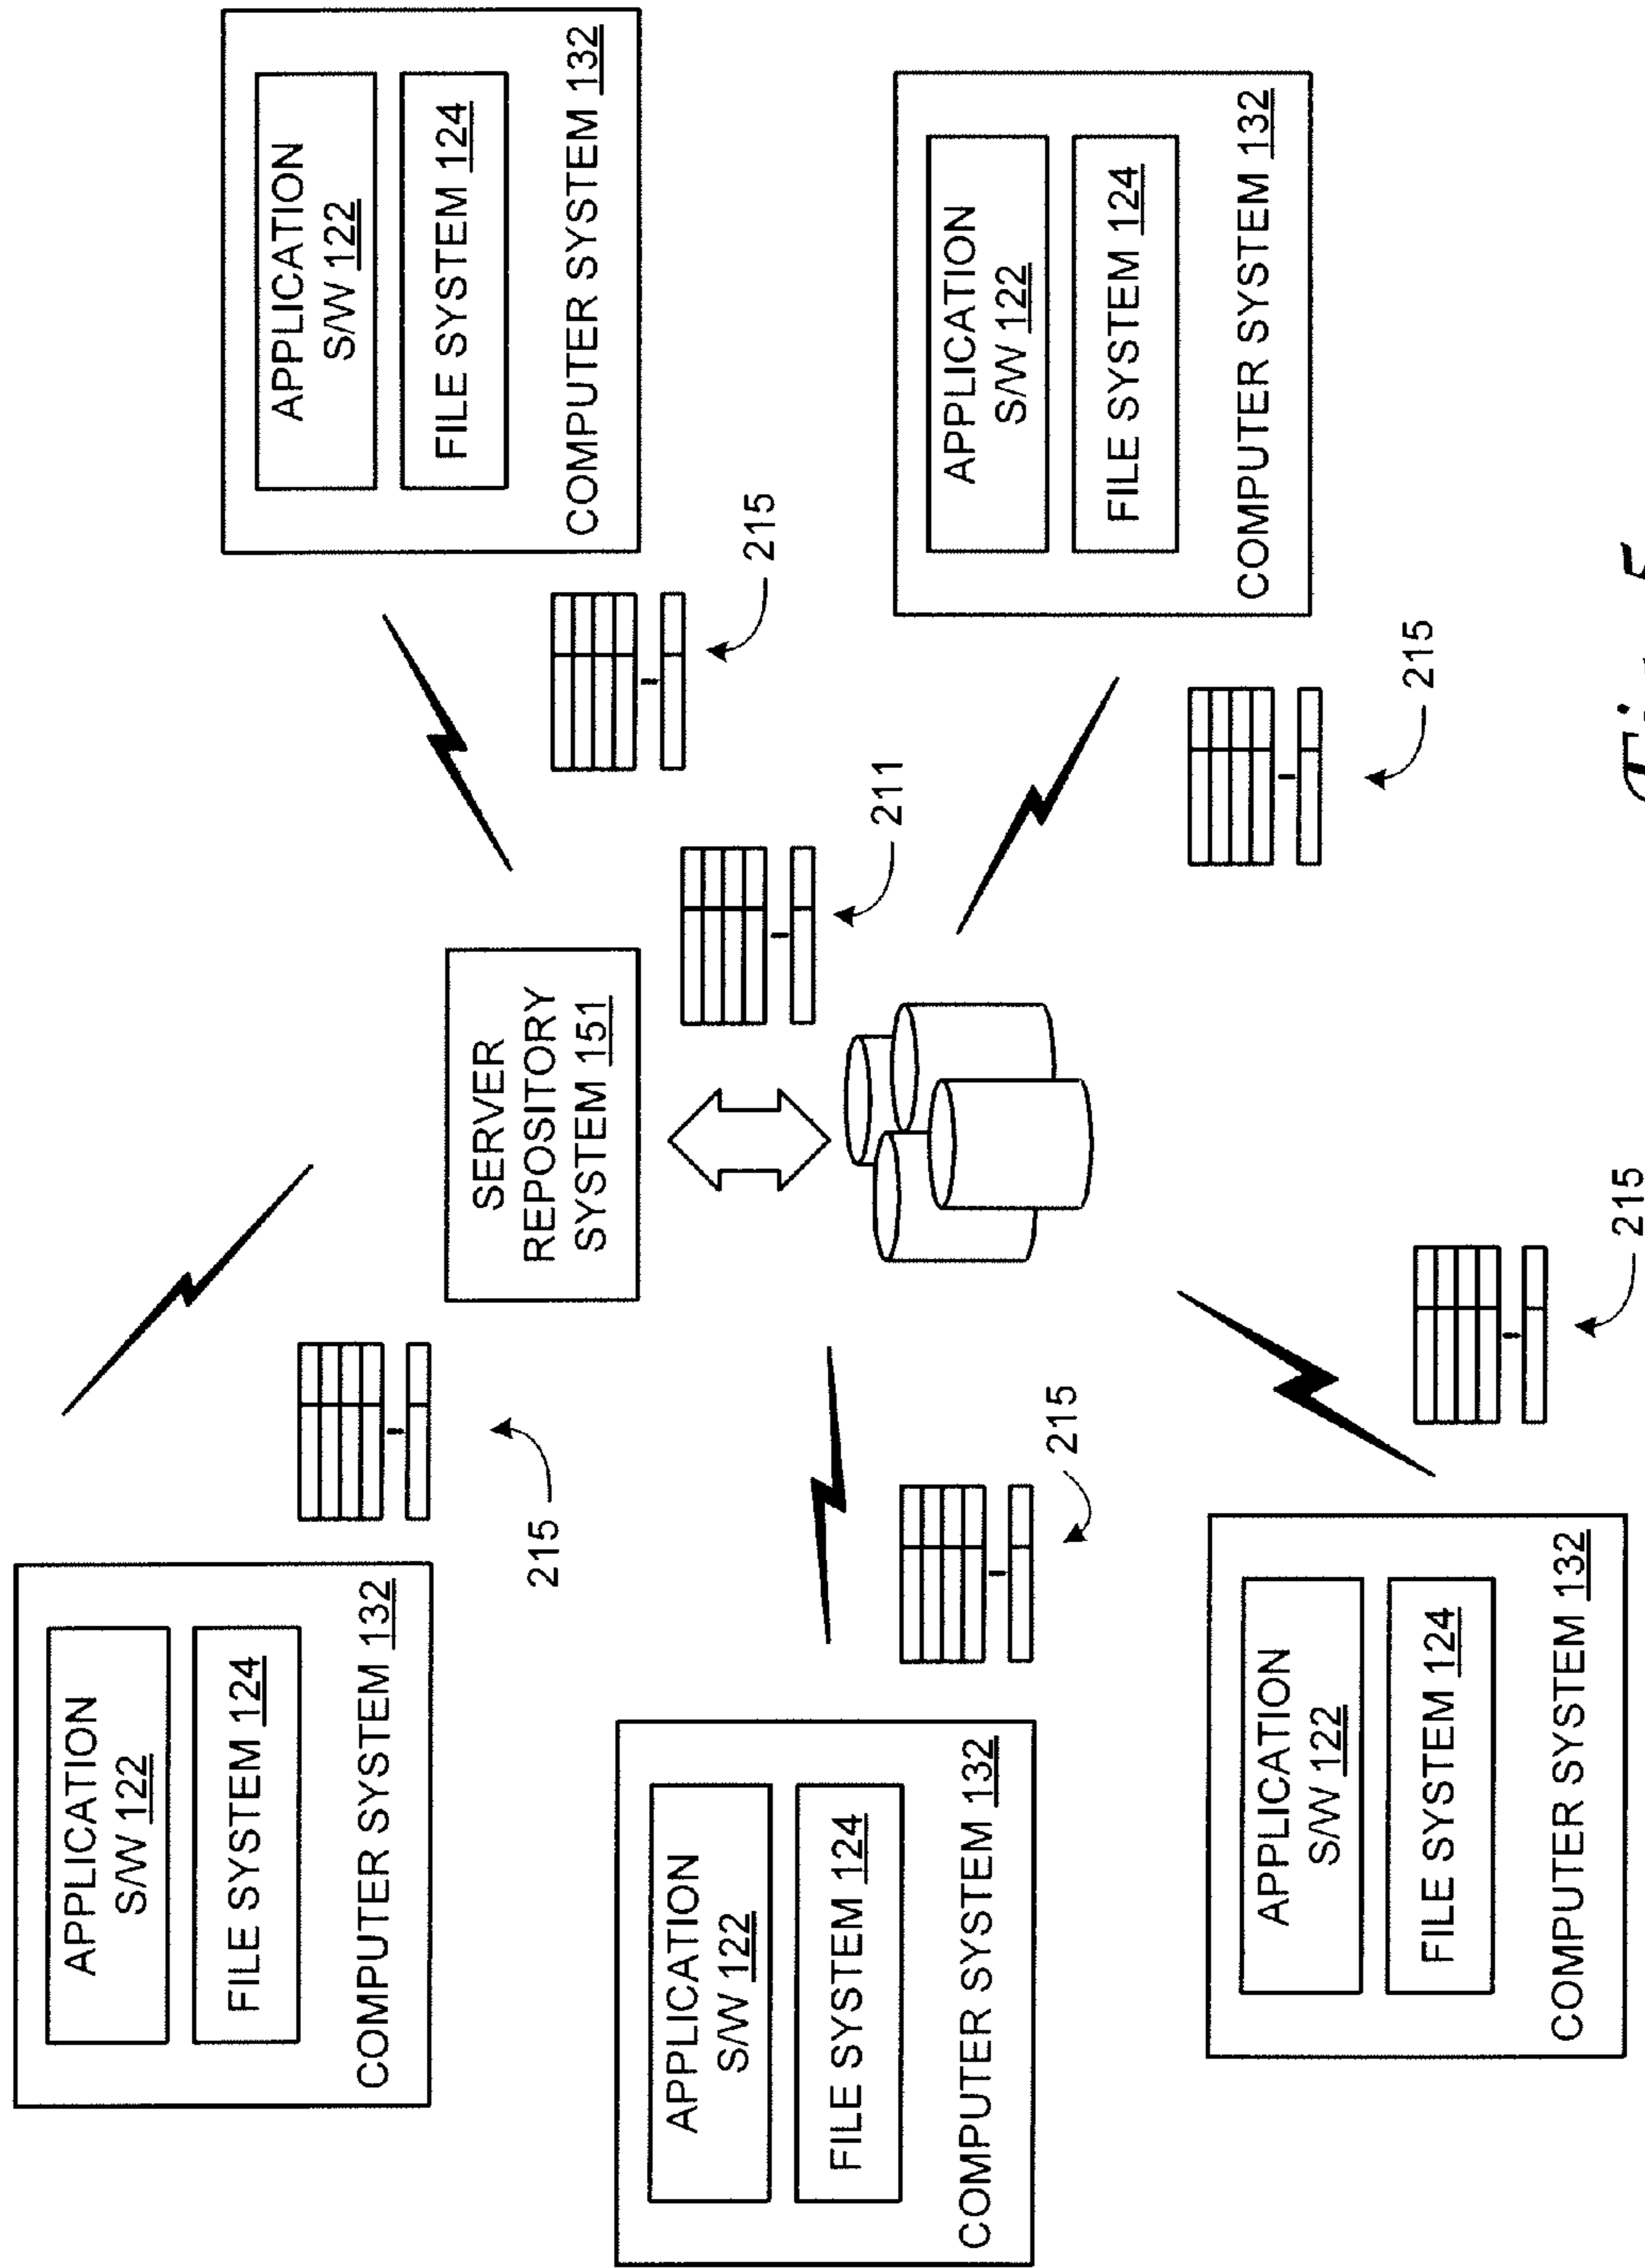 APPLICATION
S/W 122
FILE SYSTEM 124
COMPUTER SYSTEM 132
215
APPLICATION
S/W 122
FILE SYSTEM 124
COMPUTER SYSTEM 132
215
SERVER
REPOSITORY
SYSTEM 151
211
APPLICATION
S/W 122
FILE SYSTEM 124
COMPUTER SYSTEM 132
215
APPLICATION
S/W 122
FILE SYSTEM 124
COMPUTER SYSTEM 132
215
APPLICATION
S/W 122
FILE SYSTEM 124
COMPUTER SYSTEM 132
215